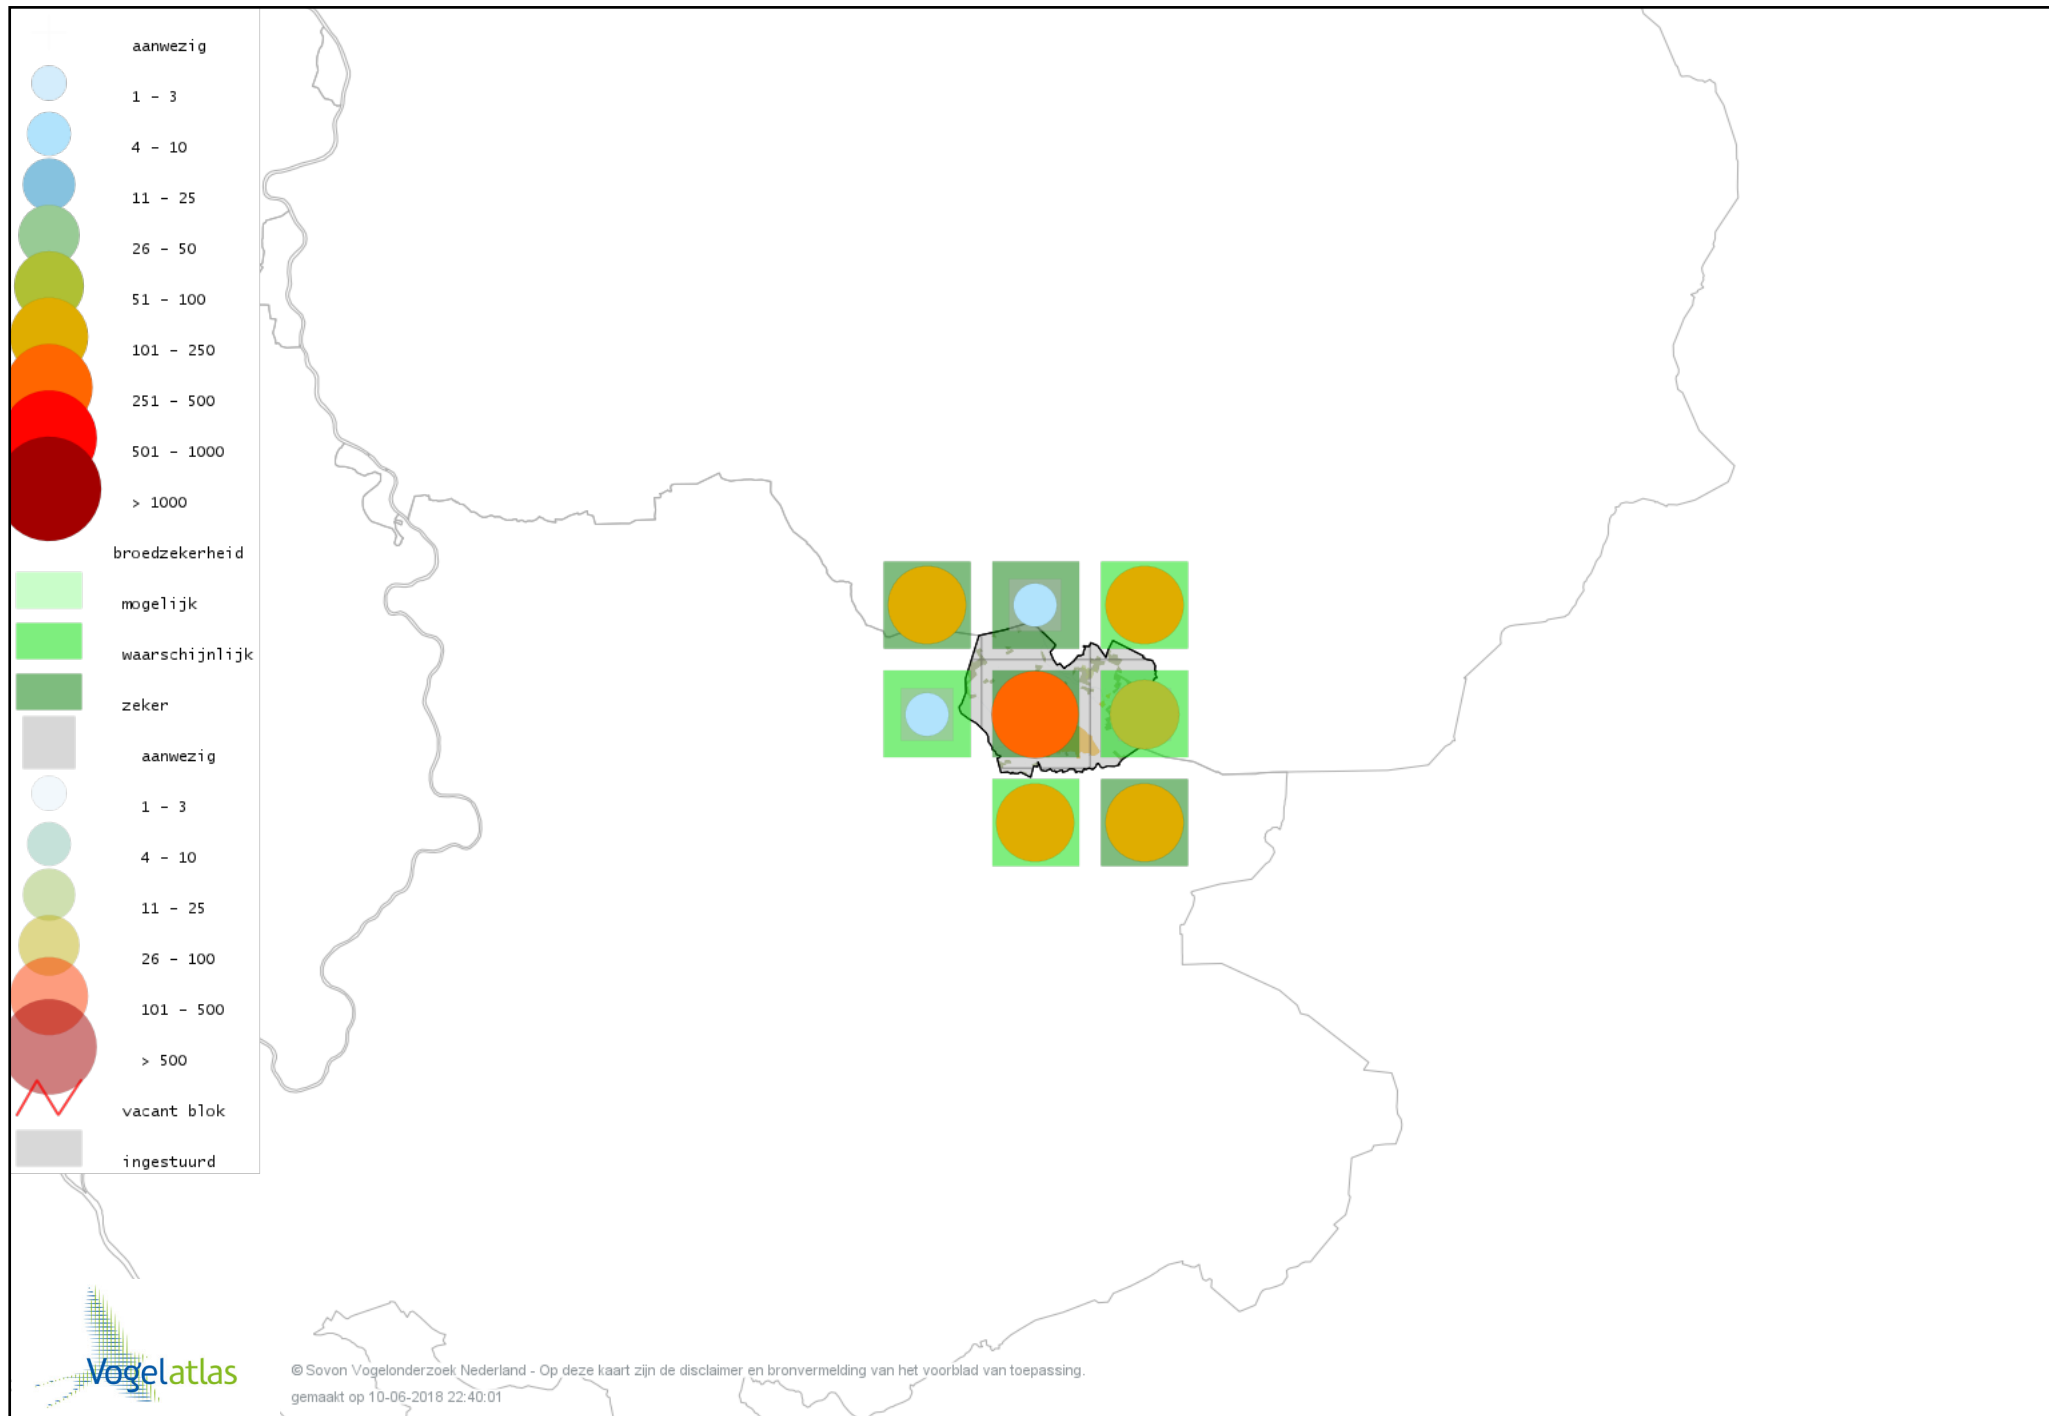 aanwezig
1 - 3
4 - 10
11 - 25
26 - 50
51 - 100
101 - 250
251 - 500
501 - 1000
> 1000
broedzekerheid
mogelijk
waarschijnlijk
zeker
aanwezig
1 - 3
4 - 10
11 - 25
26 - 100
101 - 500
> 500
vacant blok
ingestuurd
Vogelatlas
© Sovon Vogelonderzoek Nederland - Op deze kaart zijn de disclaimer en bronvermelding van het voorblad van toepassing.
gemaakt op 10-06-2018 22:40:01